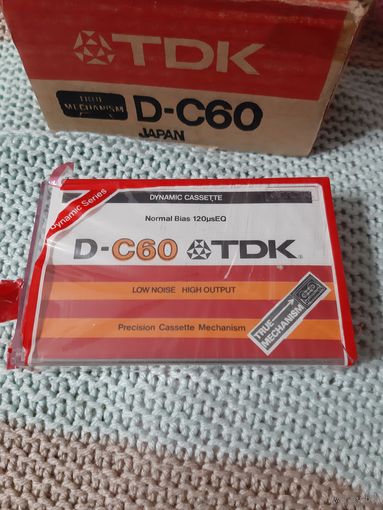 TDK
TRUE
MECHANISM
D-C60
JAPAN
Dynamic Series
DYNAMIC CASSETTE
Normal Bias 120µsEQ
D-C60 TDK
LOW NOISE HIGH OUTPUT
Precision Cassette Mechanism
TRUE
MECHANISM